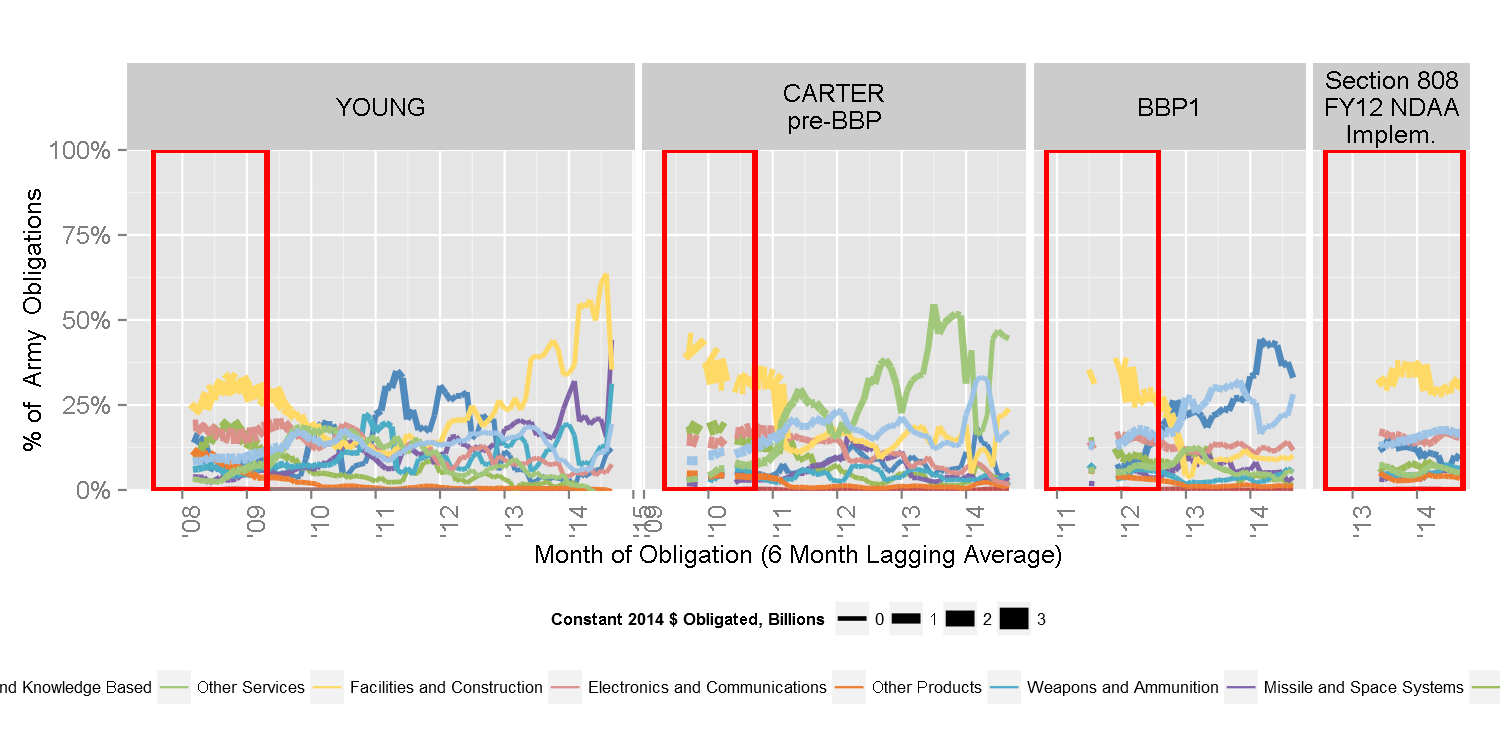 YOUNG
CARTER
pre-BBP
BBP1
Section 808
FY12 NDAA
Implem.
100%
75%
50%
25%
0%
% of Army Obligations
'08 '09 '10 '11 '12 '13 '14 '15
'09 '10 '11 '12 '13 '14
'11 '12 '13 '14
'13 '14
Month of Obligation (6 Month Lagging Average)
Constant 2014 $ Obligated, Billions 0 1 2 3
nd Knowledge Based Other Services Facilities and Construction Electronics and Communications Other Products Weapons and Ammunition Missile and Space Systems